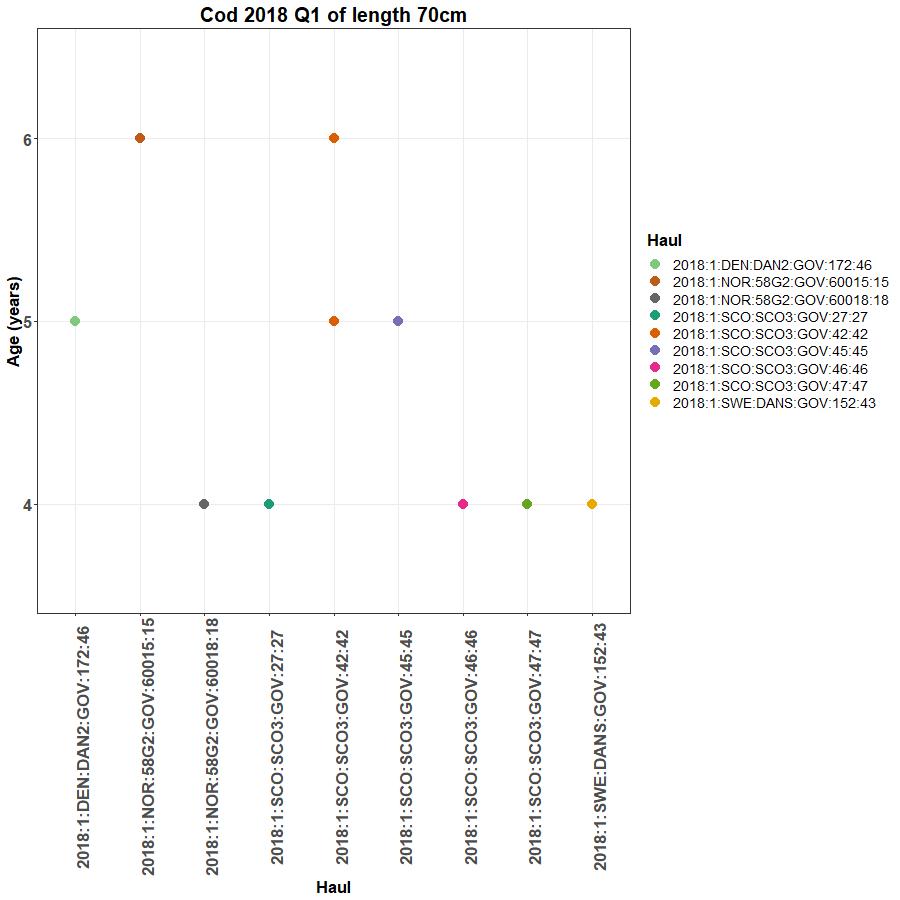 Cod 2018 Q1 of length 70cm
Age (years)
6
5
4
2018:1:DEN:DAN2:GOV:172:46
2018:1:NOR:58G2:GOV:60015:15
2018:1:NOR:58G2:GOV:60018:18
2018:1:SCO:SCO3:GOV:27:27
2018:1:SCO:SCO3:GOV:42:42
2018:1:SCO:SCO3:GOV:45:45
2018:1:SCO:SCO3:GOV:46:46
2018:1:SCO:SCO3:GOV:47:47
2018:1:SWE:DANS:GOV:152:43
Haul
Haul
2018:1:DEN:DAN2:GOV:172:46
2018:1:NOR:58G2:GOV:60015:15
2018:1:NOR:58G2:GOV:60018:18
2018:1:SCO:SCO3:GOV:27:27
2018:1:SCO:SCO3:GOV:42:42
2018:1:SCO:SCO3:GOV:45:45
2018:1:SCO:SCO3:GOV:46:46
2018:1:SCO:SCO3:GOV:47:47
2018:1:SWE:DANS:GOV:152:43